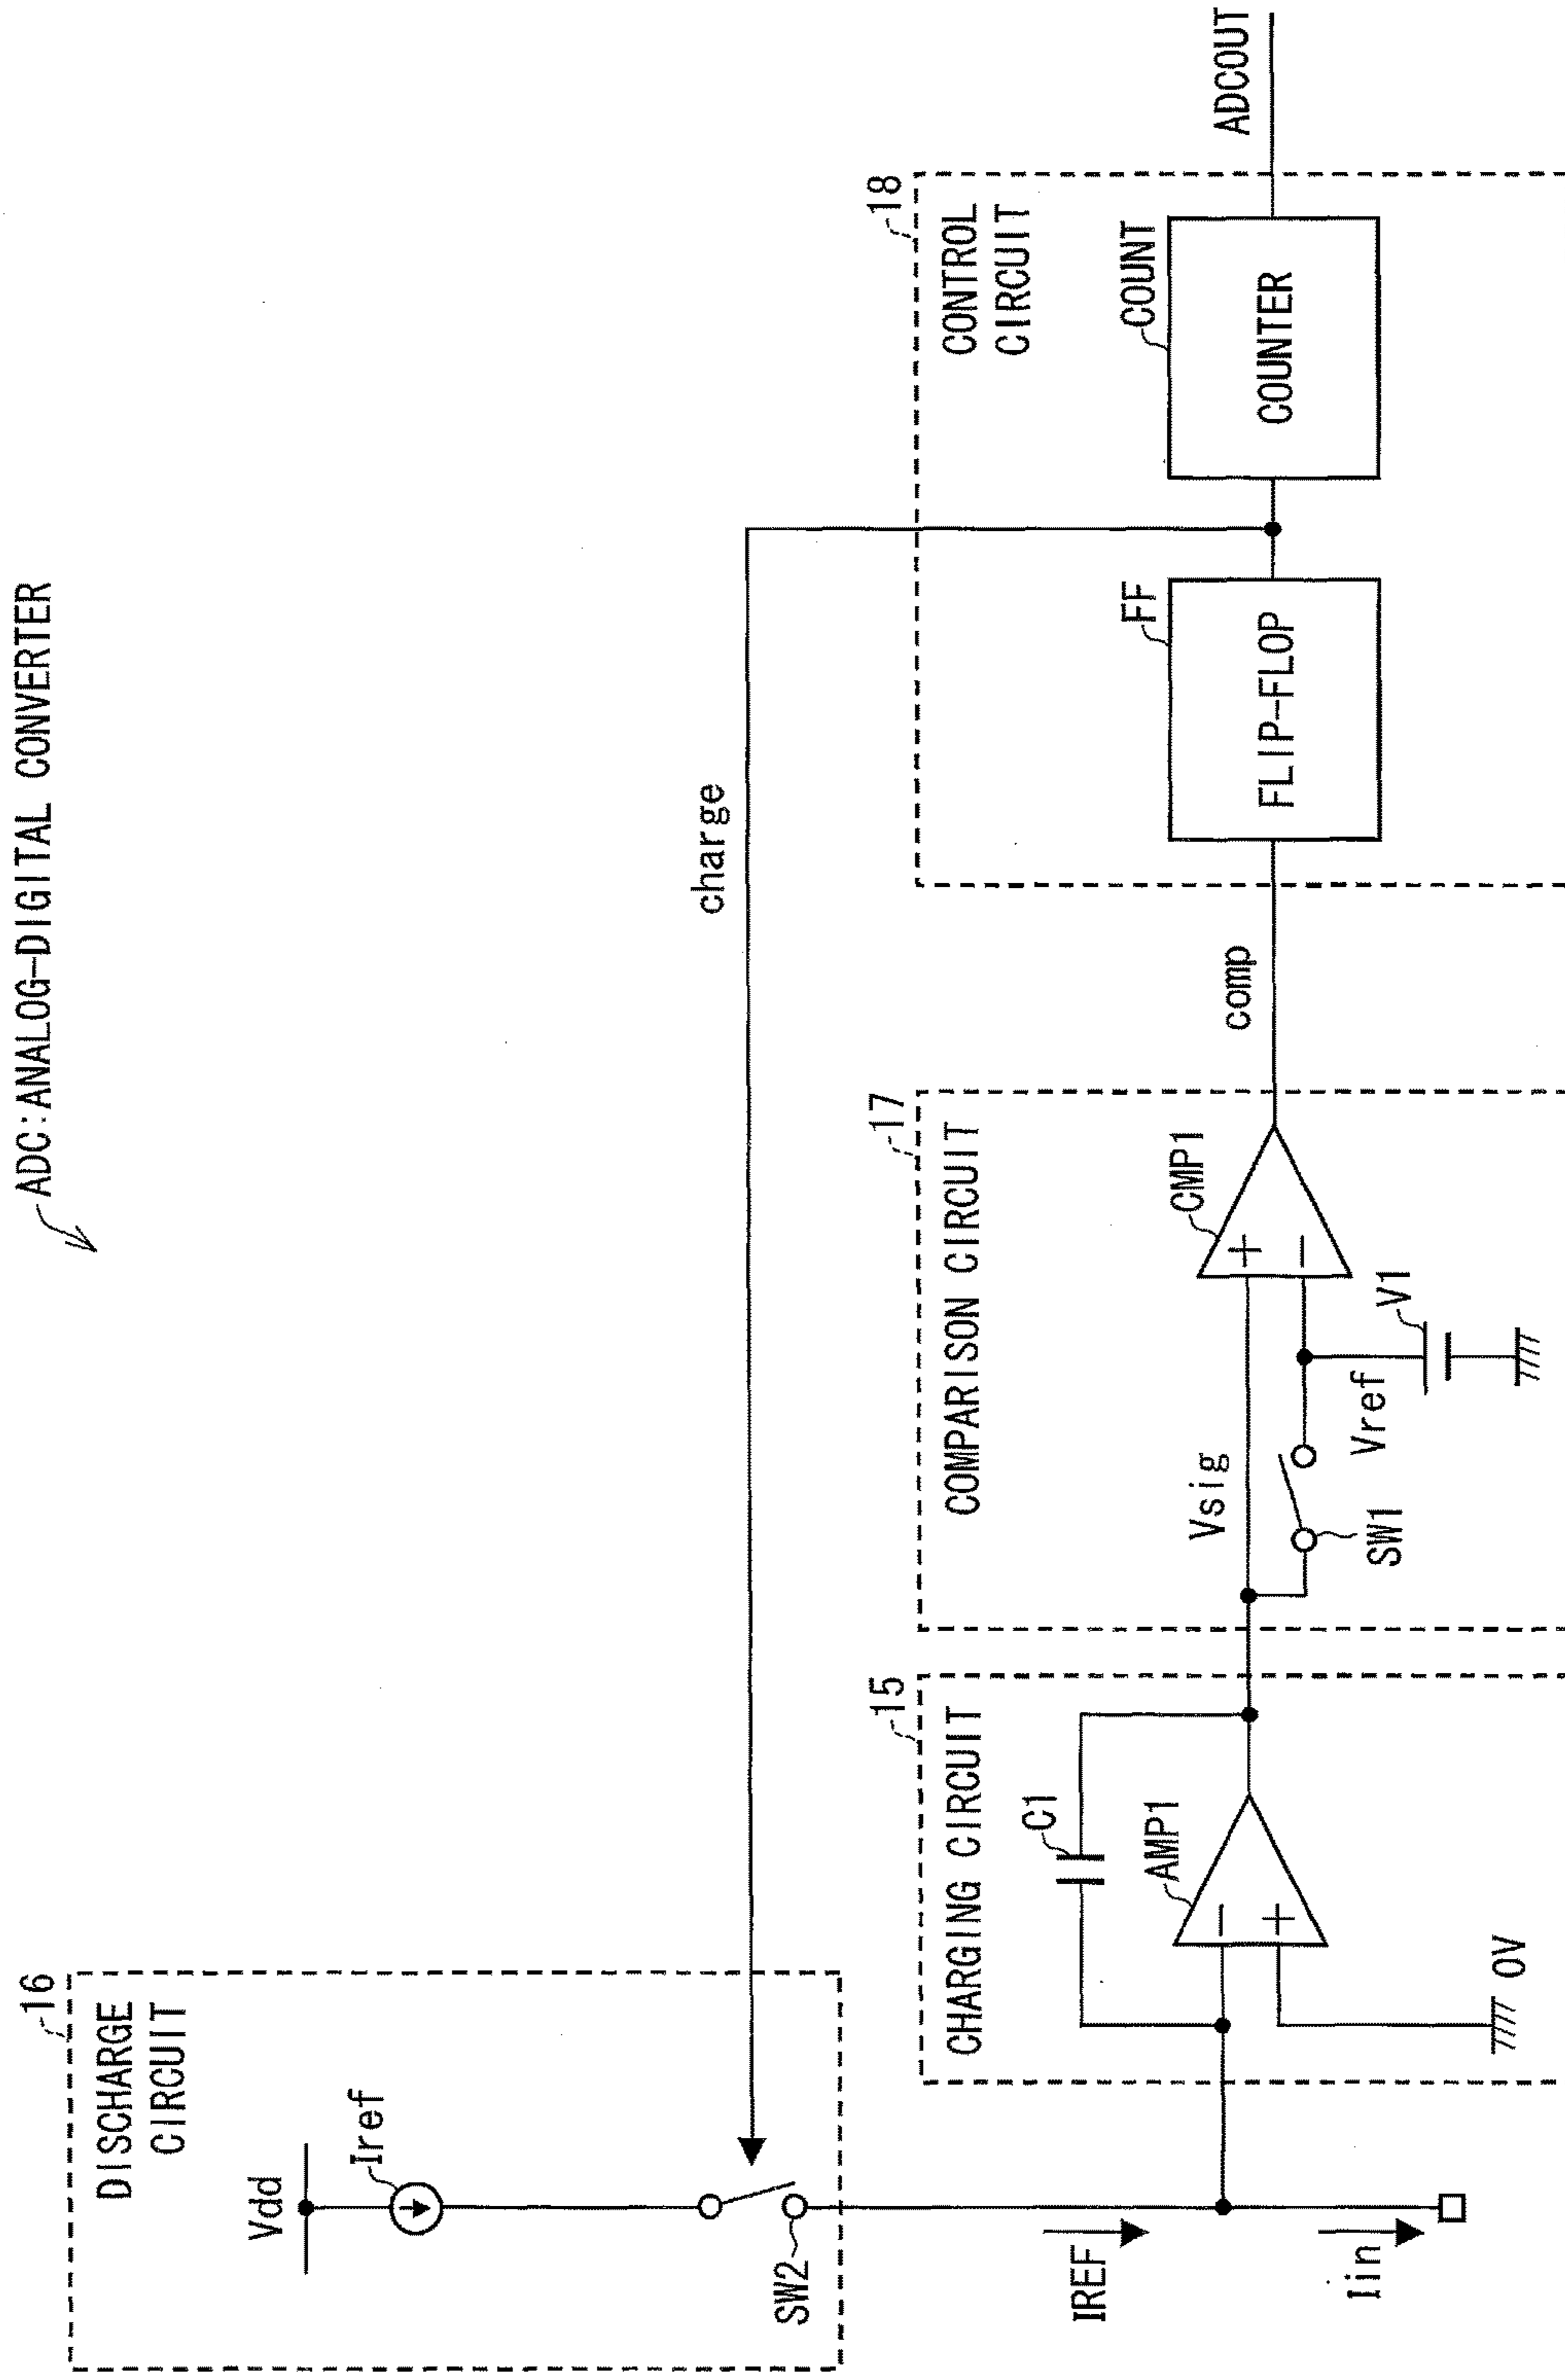 ADC:ANALOG-DIGITAL CONVERTER
16
DISCHARGE
CIRCUIT
Vdd
Iref
SW2
charge
IREF
Iin
15
CHARGING CIRCUIT
C1
AMP1
−
+
0V
17
COMPARISON CIRCUIT
Vsig
SW1
Vref
V1
CMP1
+
−
comp
18
CONTROL
CIRCUIT
FF
FLIP-FLOP
COUNT
COUNTER
ADCOUT